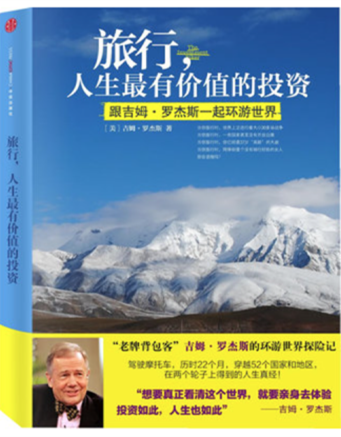 旅行,
人生最有价值的投资
跟吉姆·罗杰斯一起环游世界
[美]吉姆·罗杰斯 著
旅行,人生最有价值的投资
“老牌背包客”吉姆·罗杰斯的环游世界探险记
驾驶摩托车,历时22个月,穿越52个国家和地区,
在两个轮子上得到的人生真经!
“想要真正看清这个世界,就要亲身去体验
投资如此,人生也如此”
——吉姆·罗杰斯